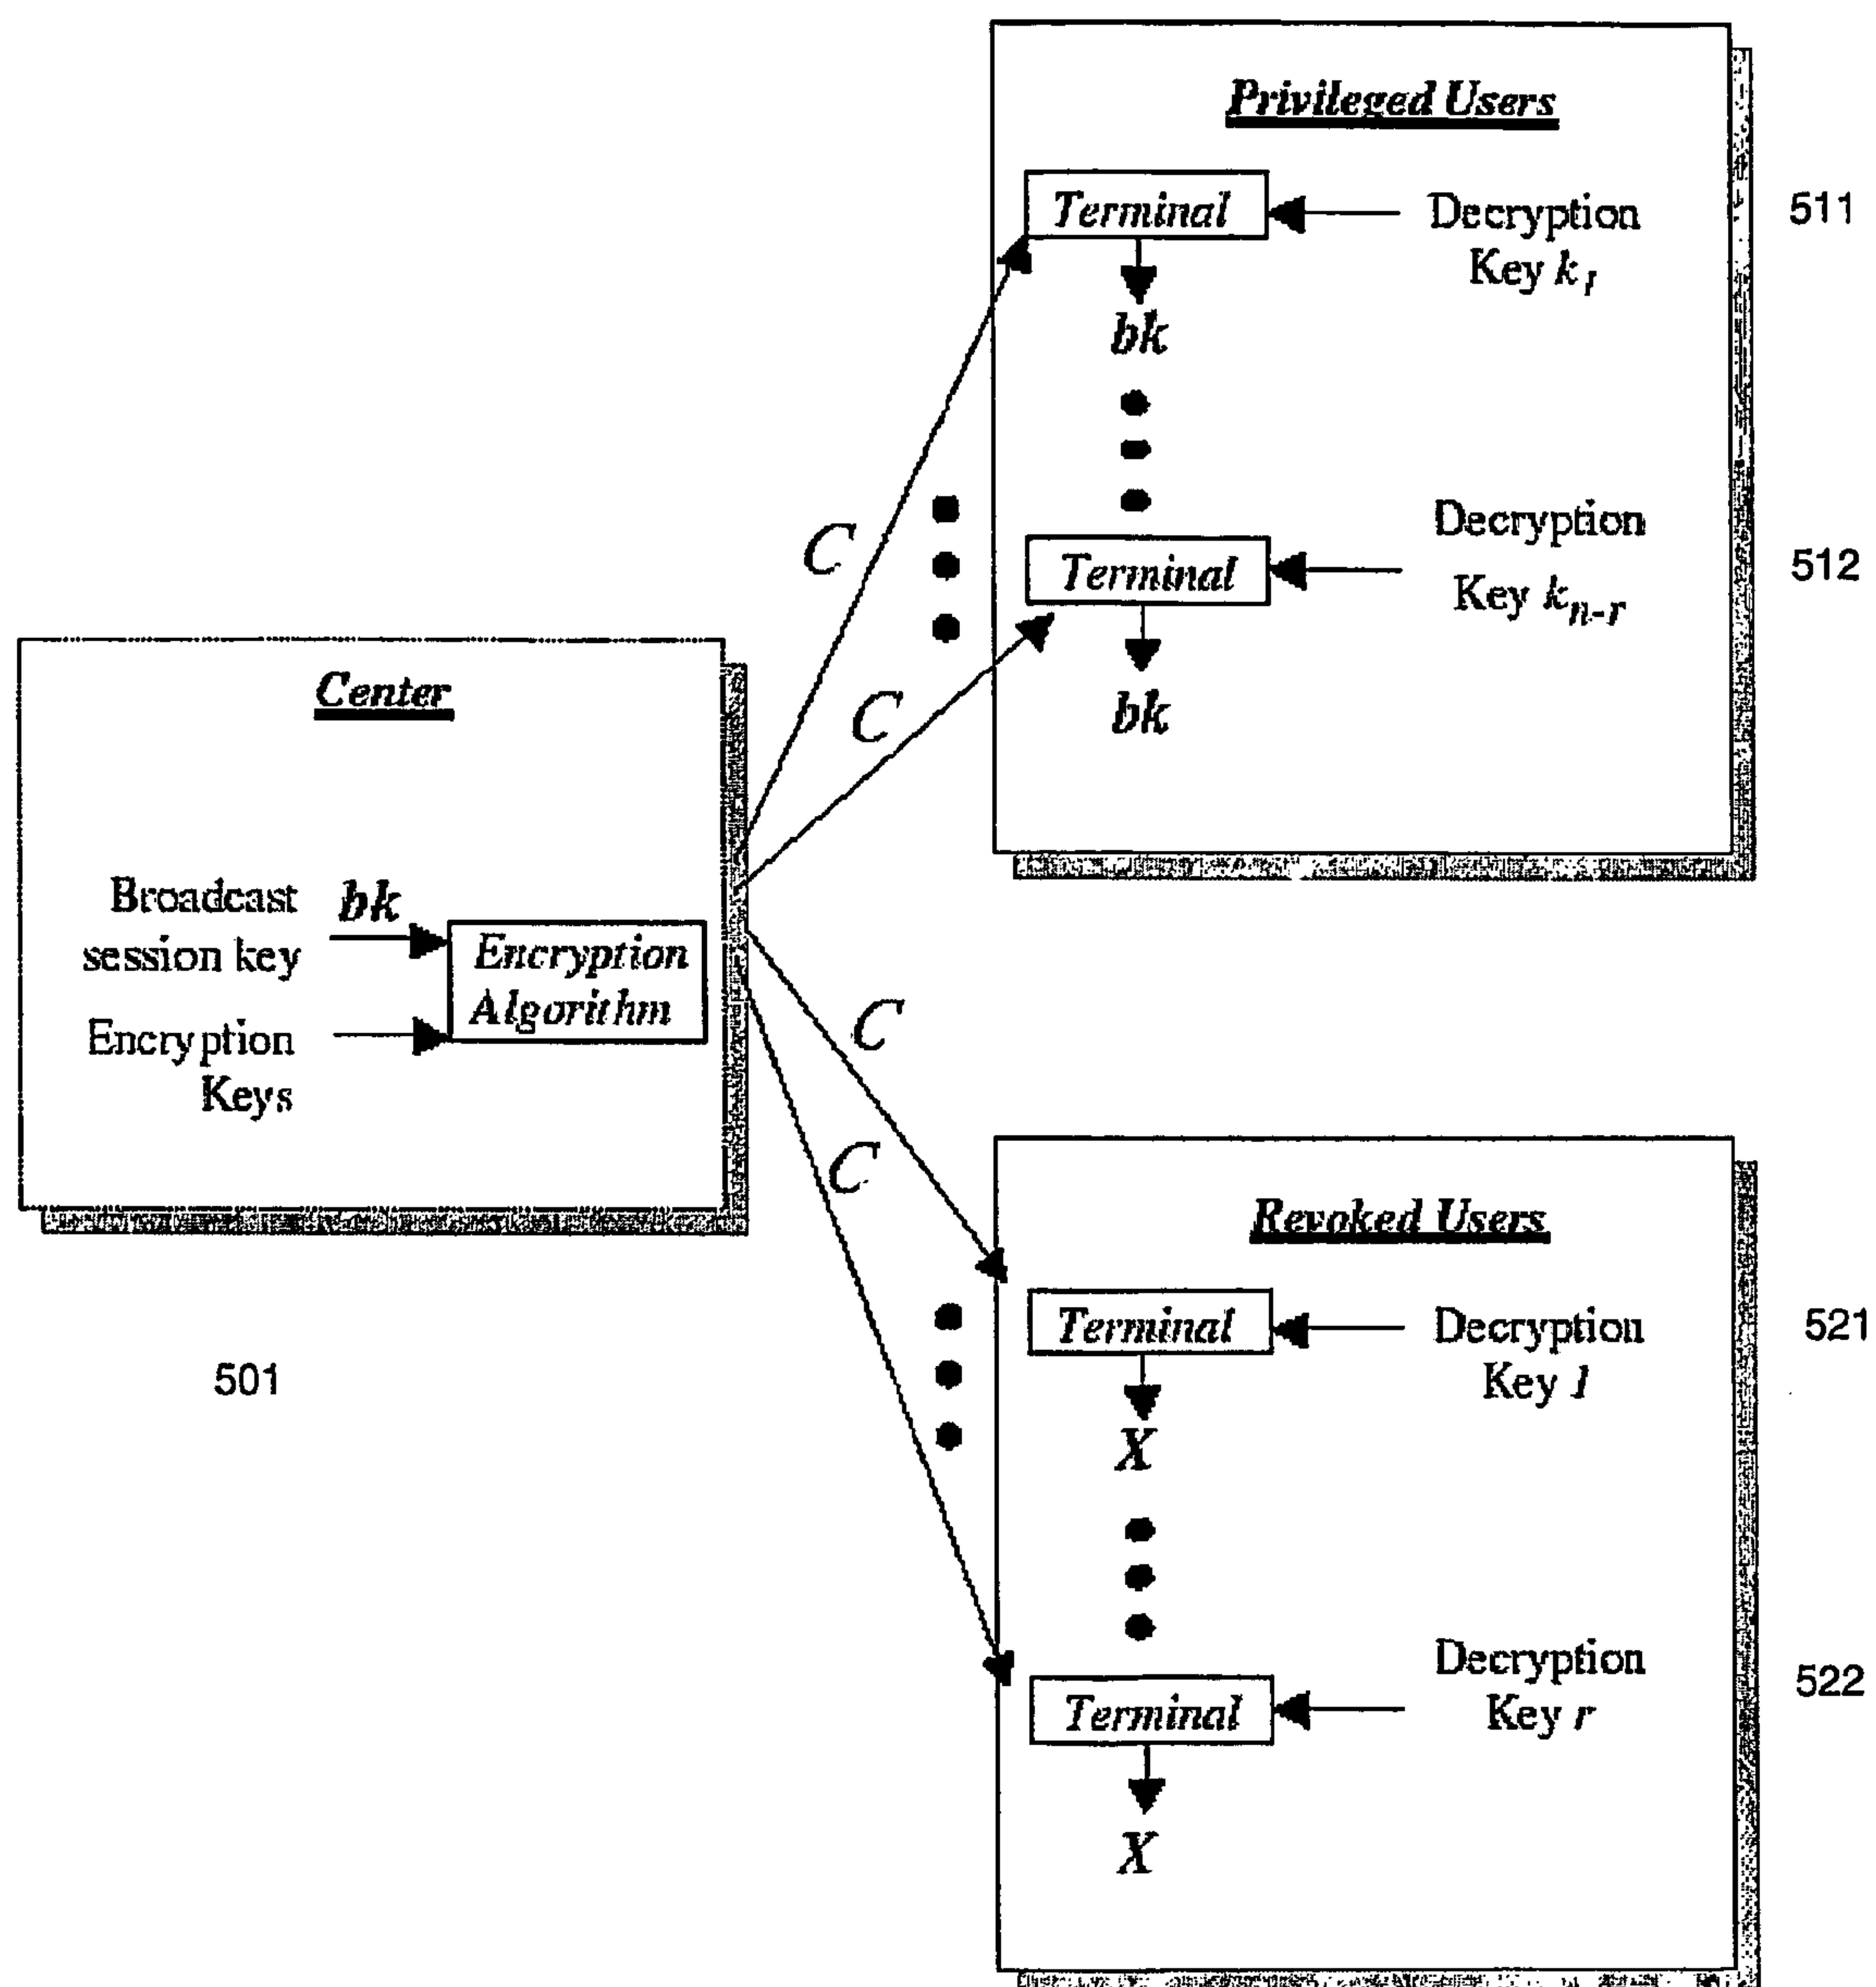 Privileged Users
Terminal
Decryption
Key k₁
511
bk
C
Decryption
Terminal
Key kₙ₋ᵣ
512
C
bk
Center
Broadcast
session key
bk
Encryption
Algorithm
Encryption
Keys
C
C
Revoked Users
501
Terminal
Decryption
Key 1
521
X
Decryption
Terminal
Key r
522
X